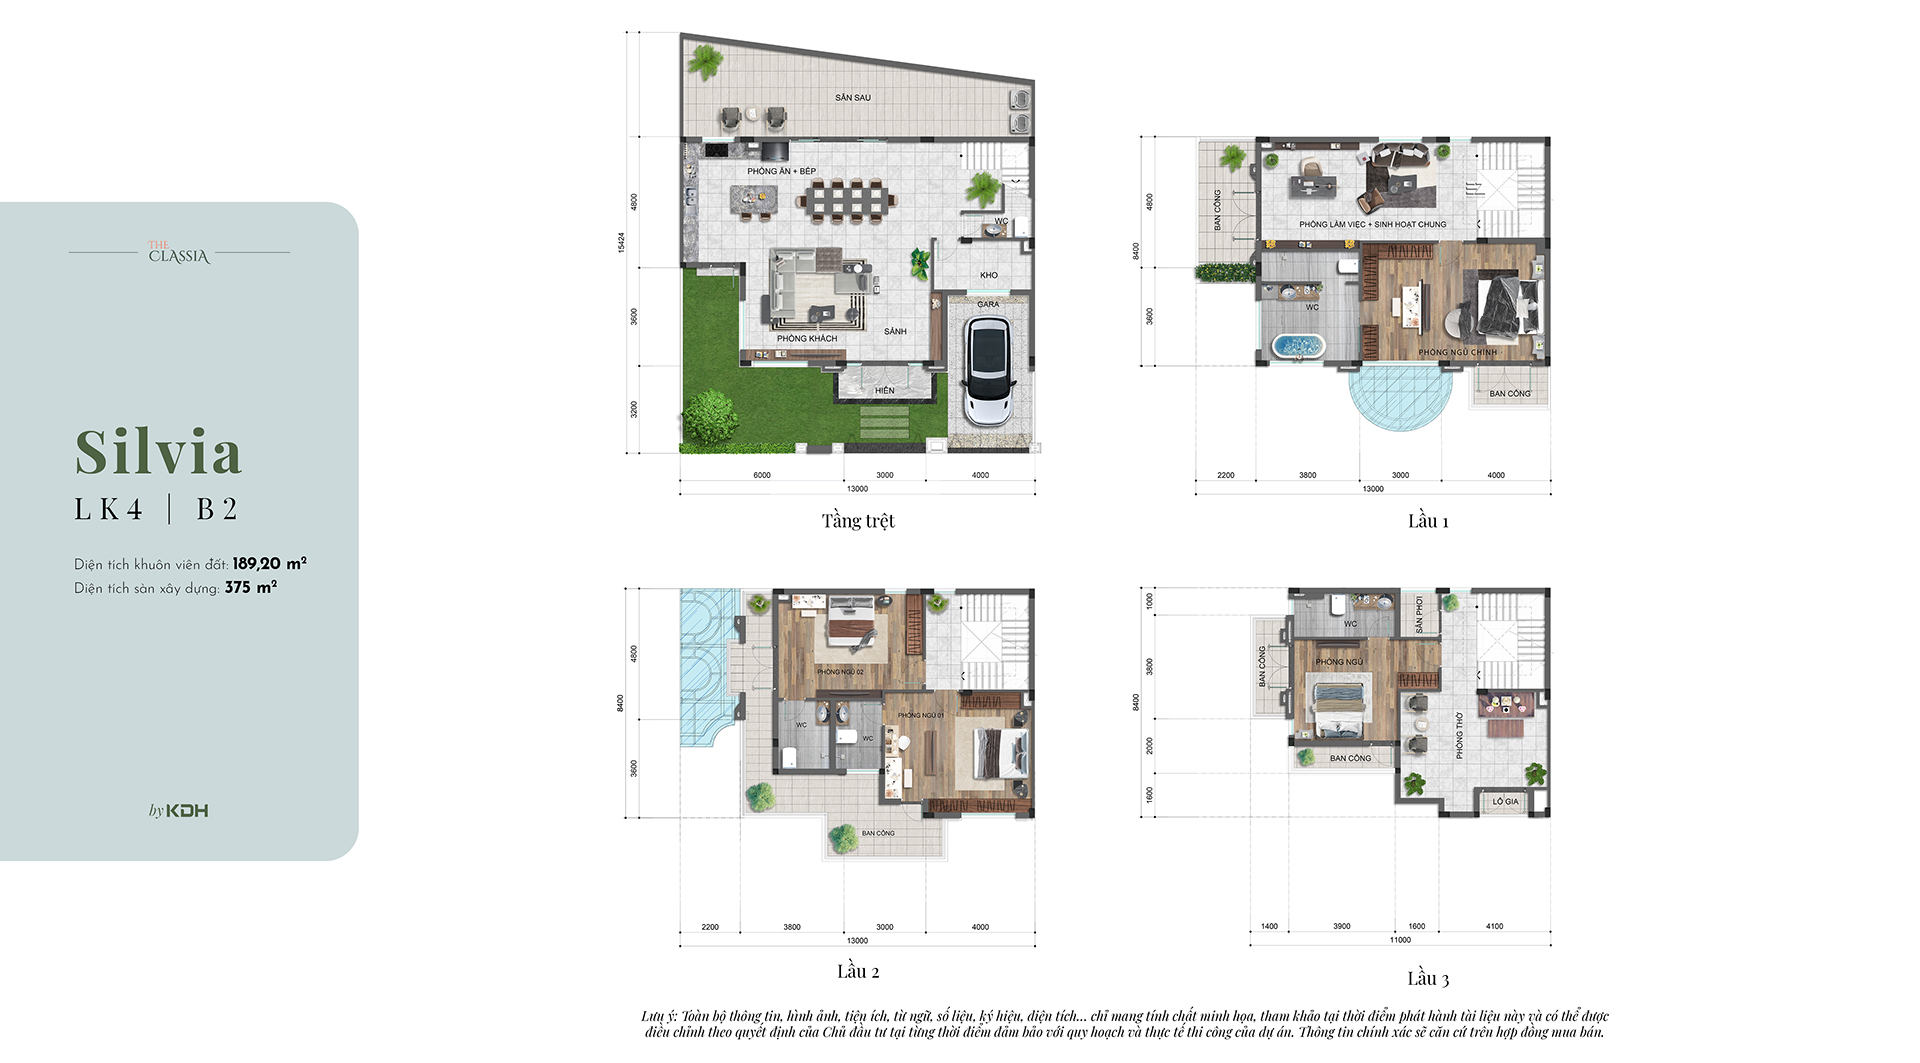 THE
CLASSIA
Silvia
LK4 | B2
Diện tích khuôn viên đất: 189,20 m²
Diện tích sàn xây dựng: 375 m²
by KDH
SÂN SAU
PHÒNG ĂN + BẾP
WC
KHO
GARA
SẢNH
PHÒNG KHÁCH
HIÊN
4800
15424
3600
3200
6000
3000
4000
13000
Tầng trệt
BAN CÔNG
PHÒNG LÀM VIỆC + SINH HOẠT CHUNG
WC
PHÒNG NGỦ CHÍNH
BAN CÔNG
4800
8400
3600
2200
3800
3000
4000
13000
Lầu 1
PHÒNG NGỦ 02
PHÒNG NGỦ 01
WC
WC
BAN CÔNG
4800
8400
3600
2200
3800
3000
4000
13000
Lầu 2
SÂN PHƠI
WC
PHÒNG NGỦ
BAN CÔNG
PHÒNG THỜ
BAN CÔNG
LÔ GIA
1000
3800
8400
2000
1600
1400
3900
1600
4100
11000
Lầu 3
Lưu ý: Toàn bộ thông tin, hình ảnh, tiện ích, từ ngữ, số liệu, ký hiệu, diện tích... chỉ mang tính chất minh họa, tham khảo tại thời điểm phát hành tài liệu này và có thể được
điều chỉnh theo quyết định của Chủ đầu tư tại từng thời điểm đảm bảo với quy hoạch và thực tế thi công của dự án. Thông tin chính xác sẽ căn cứ trên hợp đồng mua bán.